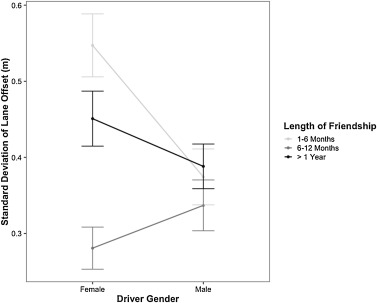 0.6
0.5
0.4
0.3
Standard Deviation of Lane Offset (m)
Female
Male
Driver Gender
Length of Friendship
1-6 Months
6-12 Months
> 1 Year